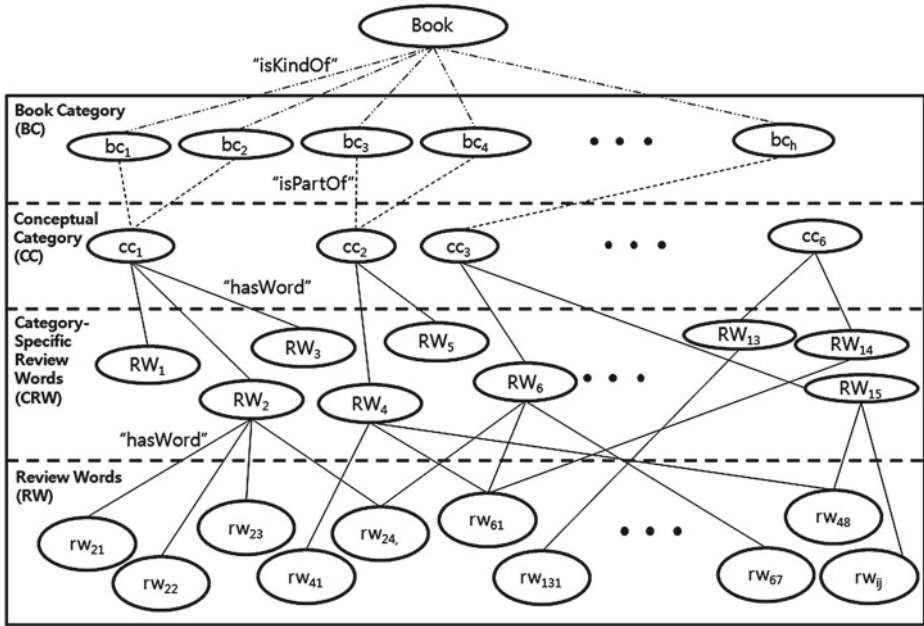 Book
"isKindOf"
Book Category
(BC)
bc1
bc2
bc3
bc4
• • •
bch
"isPartOf"
Conceptual
Category
(CC)
cc1
cc2
cc3
• • •
cc6
"hasWord"
Category-
Specific
Review
Words
(CRW)
RW1
RW3
RW5
RW13
RW14
RW2
RW4
RW6
• • •
RW15
"hasWord"
Review Words
(RW)
rw21
rw22
rw23
rw41
rw24,
rw61
rw131
• • •
rw67
rw48
rwij